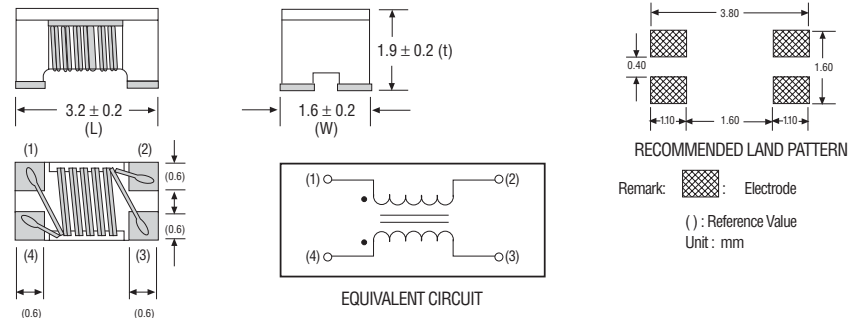 1.9 ± 0.2 (t)
3.2 ± 0.2
(L)
1.6 ± 0.2
(W)
(1)
(2)
(0.6)
(0.6)
(4)
(3)
(0.6)
(0.6)
(1)
(2)
(4)
(3)
EQUIVALENT CIRCUIT
3.80
0.40
1.60
1.10
1.60
1.10
RECOMMENDED LAND PATTERN
Remark: : Electrode
( ) : Reference Value
Unit : mm